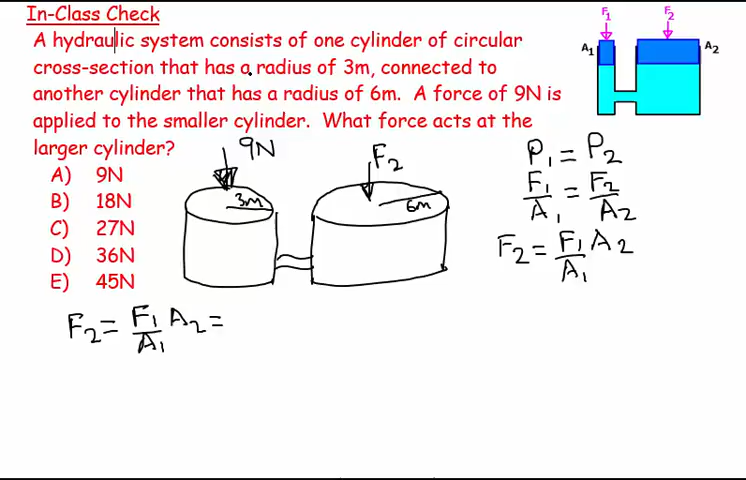 In-Class Check
A hydraulic system consists of one cylinder of circular
cross-section that has a radius of 3m, connected to
another cylinder that has a radius of 6m. A force of 9N is
applied to the smaller cylinder. What force acts at the
larger cylinder?
A) 9N
B) 18N
C) 27N
D) 36N
E) 45N
F₁ F₂
A₁ A₂
9N
F₂
3m
6m
P₁ = P₂
F₁/A₁ = F₂/A₂
F₂ = F₁/A₁ A₂
F₂ = F₁/A₁ A₂ =